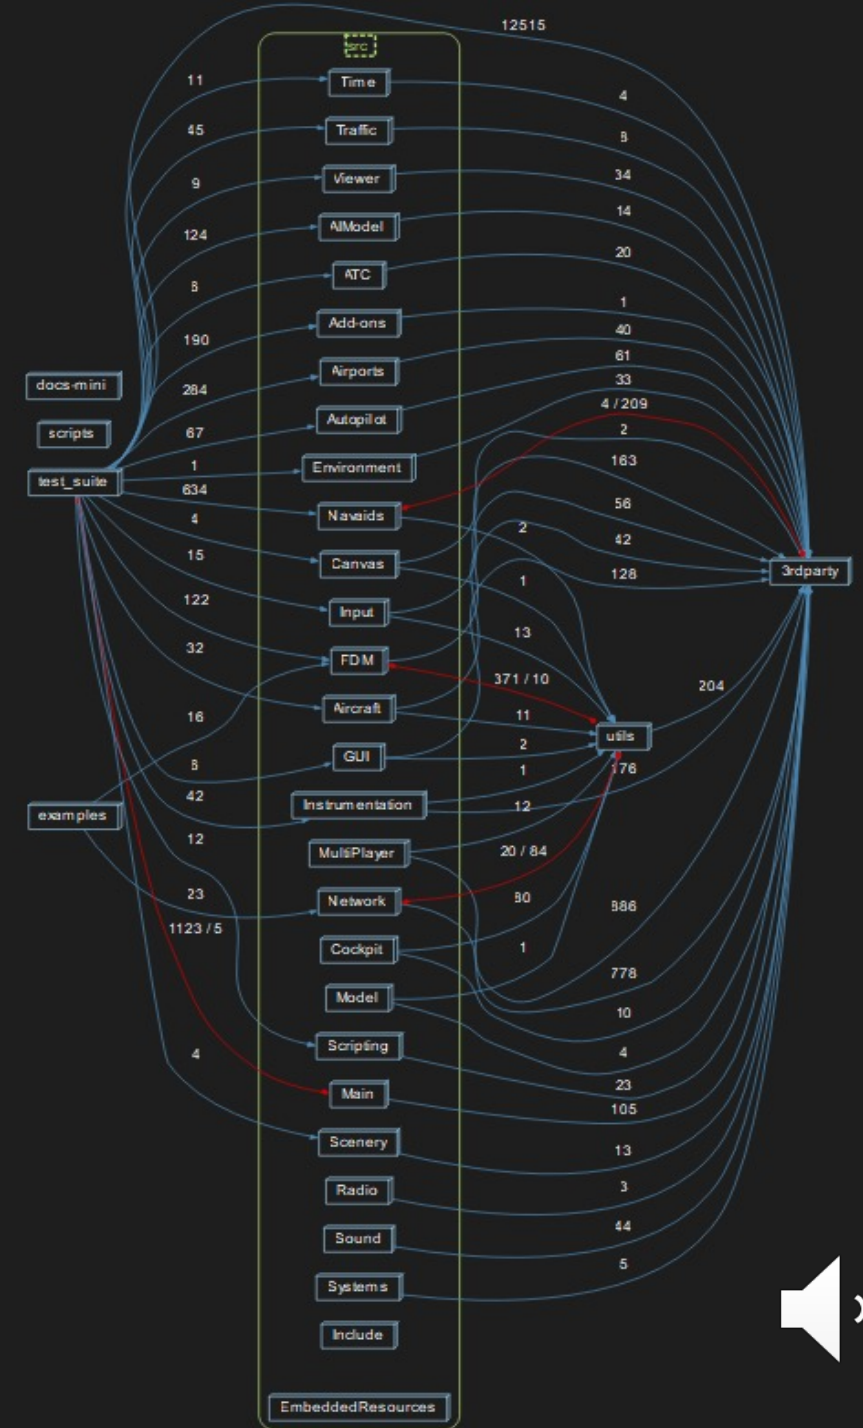 12515
src
11
Time
4
45
Traffic
8
9
Viewer
34
124
AIModel
14
8
ATC
20
190
Add-ons
1
284
Airports
40
67
Autopilot
61
docs-mini
33
4 / 209
scripts
2
1
Environment
163
test_suite
634
4
Navaids
56
2
42
15
Canvas
128
3rdparty
1
122
Input
13
32
FDM
371 / 10
204
16
Aircraft
11
utils
8
GUI
2
176
1
42
Instrumentation
12
examples
12
MultiPlayer
20 / 84
23
Network
80
886
1123 / 5
Cockpit
1
778
Model
10
4
Scripting
4
23
Main
105
Scenery
13
Radio
3
Sound
44
Systems
5
Include
EmbeddedResources